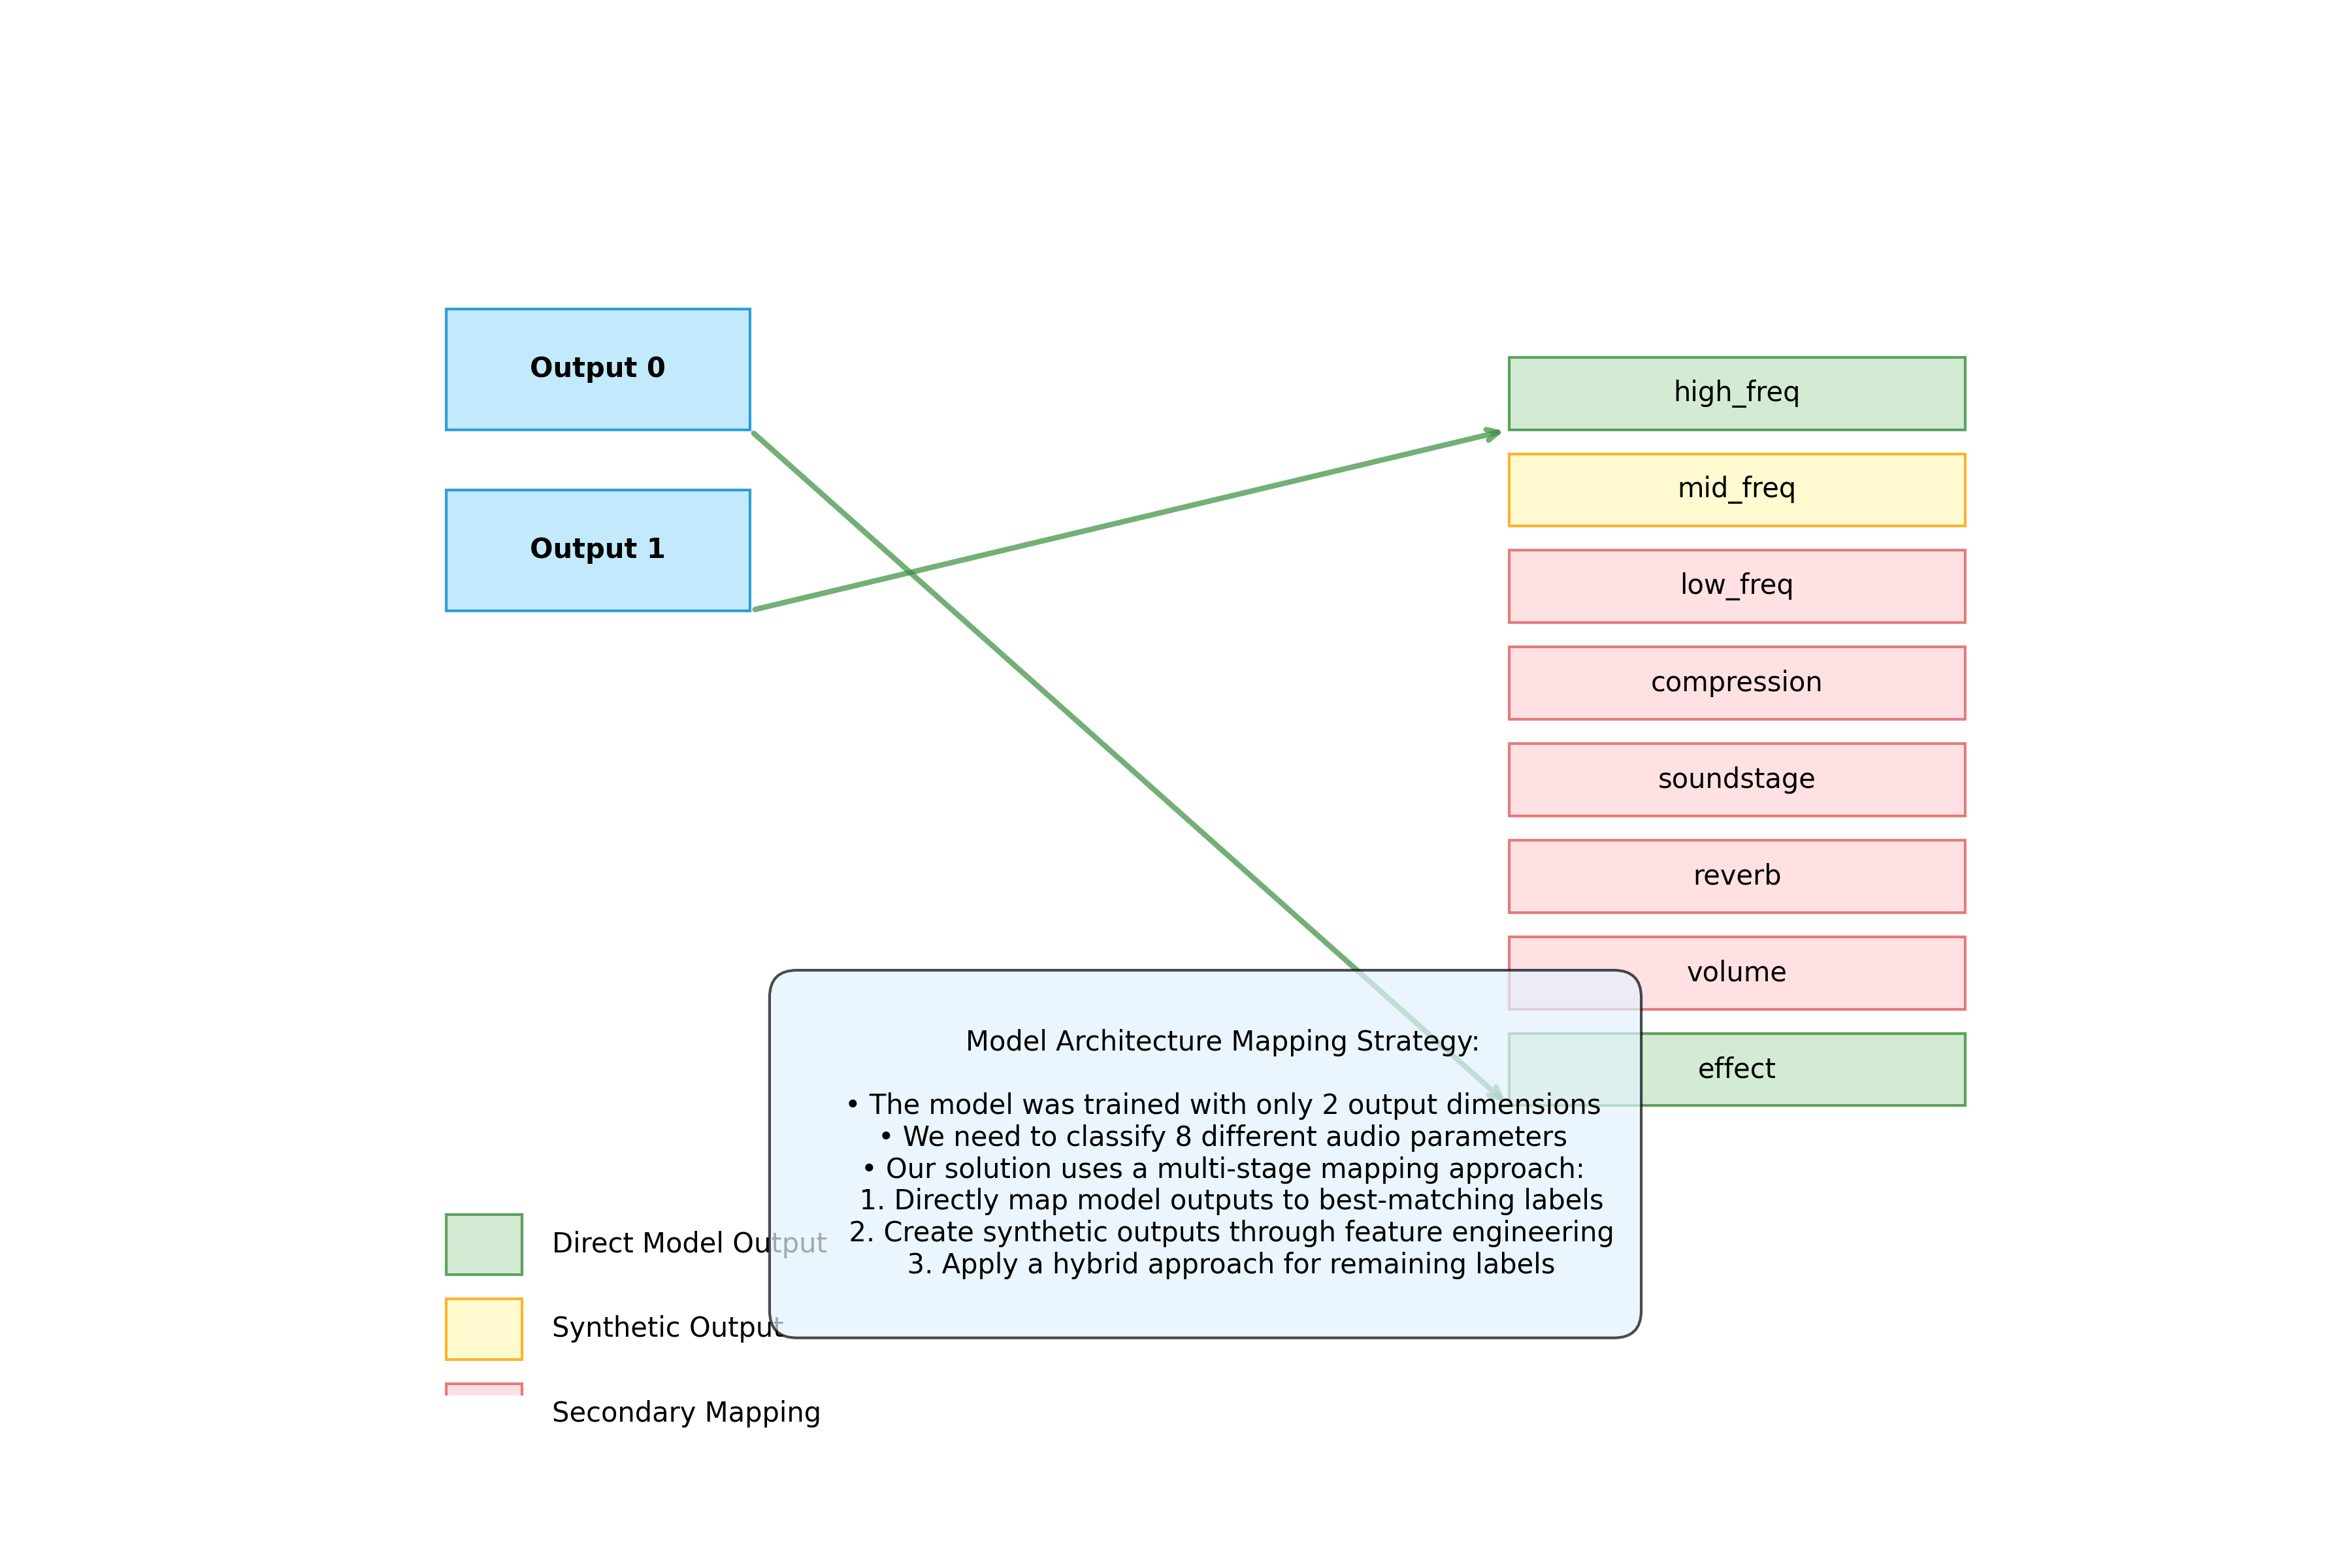 Output 0
Output 1
high_freq
mid_freq
low_freq
compression
soundstage
reverb
volume
effect
Model Architecture Mapping Strategy:
• The model was trained with only 2 output dimensions
• We need to classify 8 different audio parameters
• Our solution uses a multi-stage mapping approach:
1. Directly map model outputs to best-matching labels
2. Create synthetic outputs through feature engineering
3. Apply a hybrid approach for remaining labels
Direct Model Output
Synthetic Output
Secondary Mapping